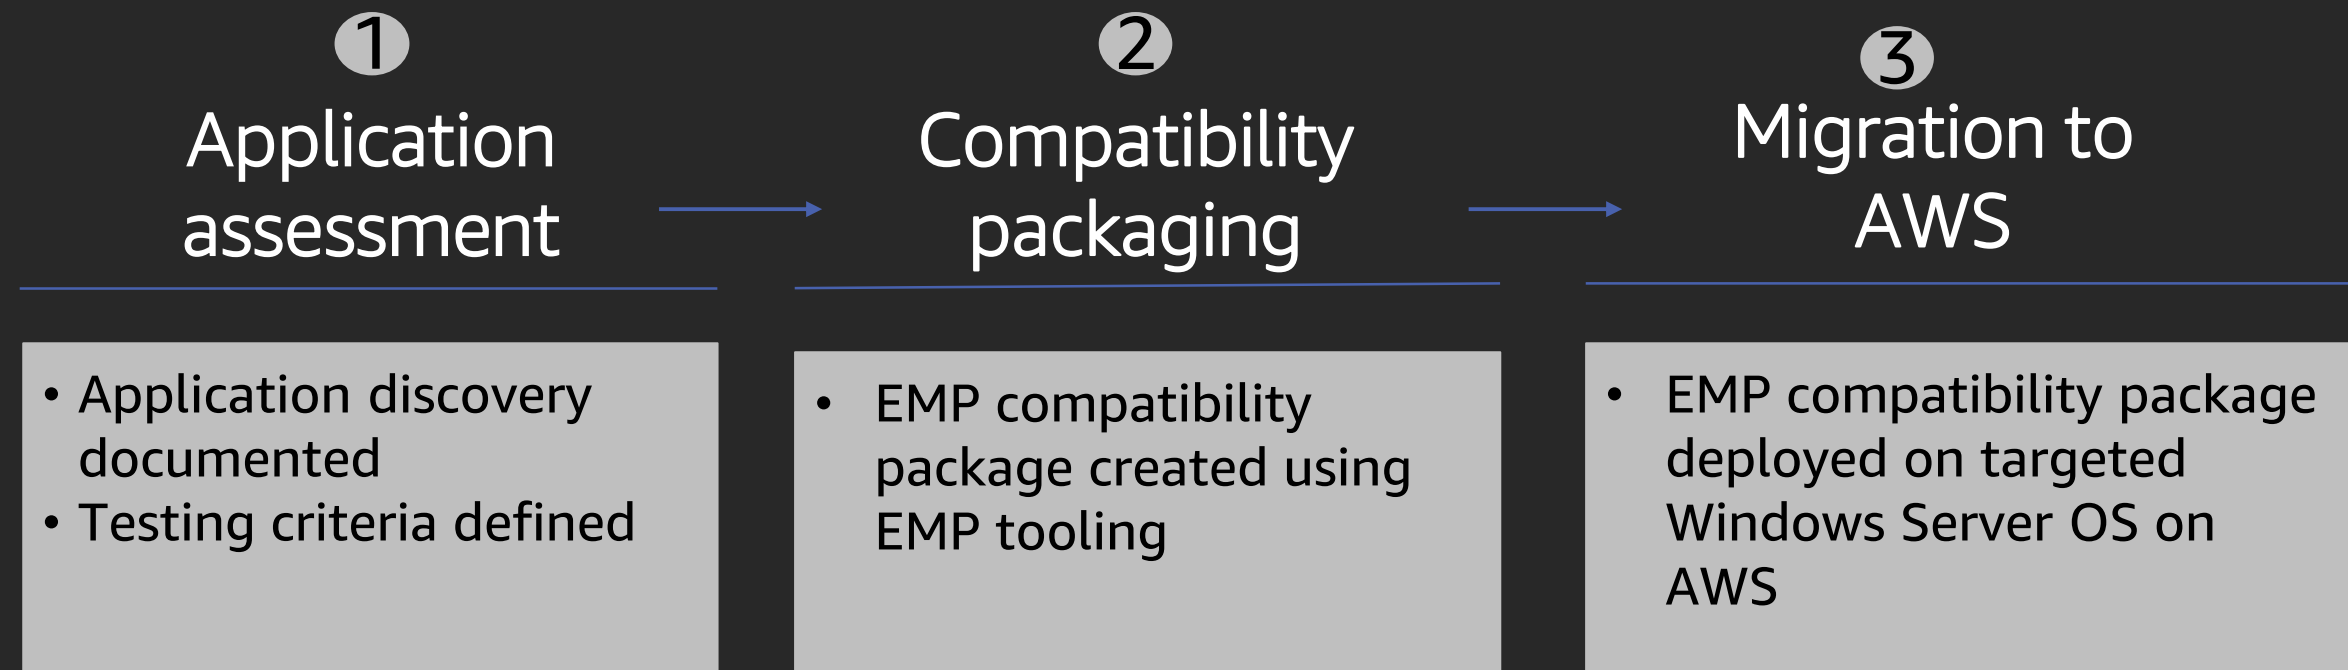 1
Application
assessment
• Application discovery
documented
• Testing criteria defined
2
Compatibility
packaging
• EMP compatibility
package created using
EMP tooling
3
Migration to
AWS
• EMP compatibility package
deployed on targeted
Windows Server OS on
AWS